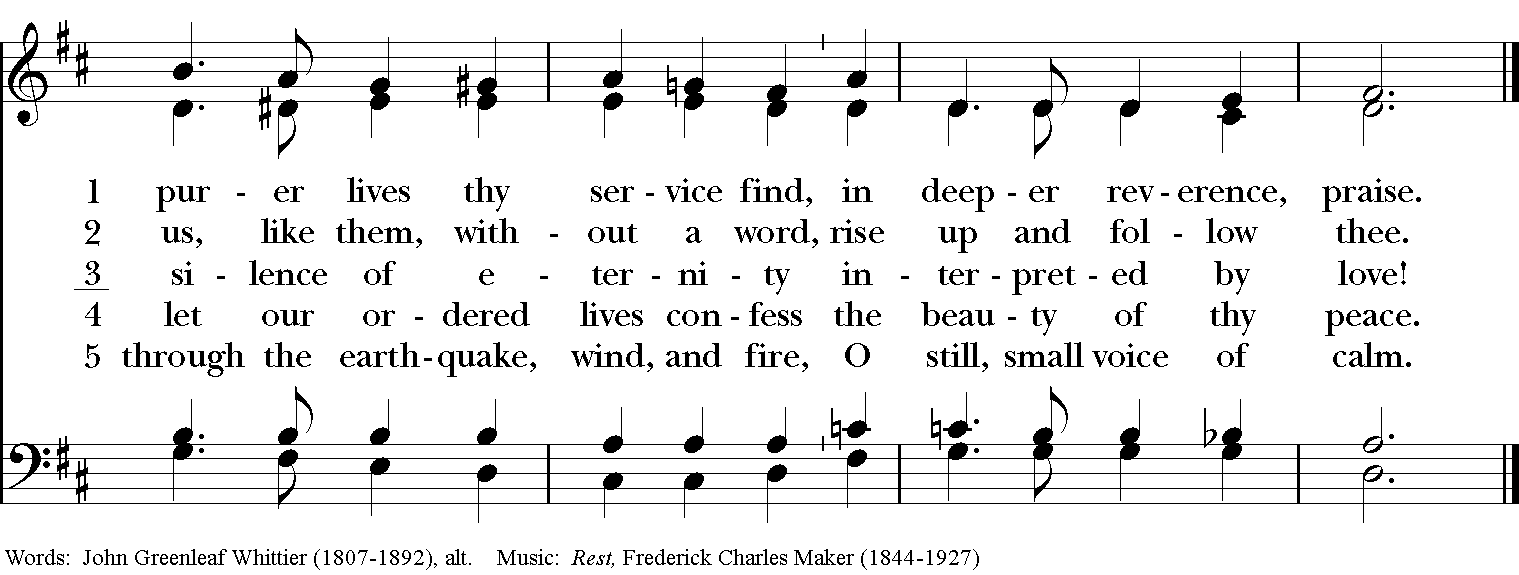 1 pur - er lives thy ser - vice find, in deep - er rev - erence, praise.
2 us, like them, with - out a word, rise up and fol - low thee.
3 si - lence of e - ter - ni - ty in - ter - pret - ed by love!
4 let our or - dered lives con - fess the beau - ty of thy peace.
5 through the earth - quake, wind, and fire, O still, small voice of calm.
Words: John Greenleaf Whittier (1807-1892), alt. Music: Rest, Frederick Charles Maker (1844-1927)